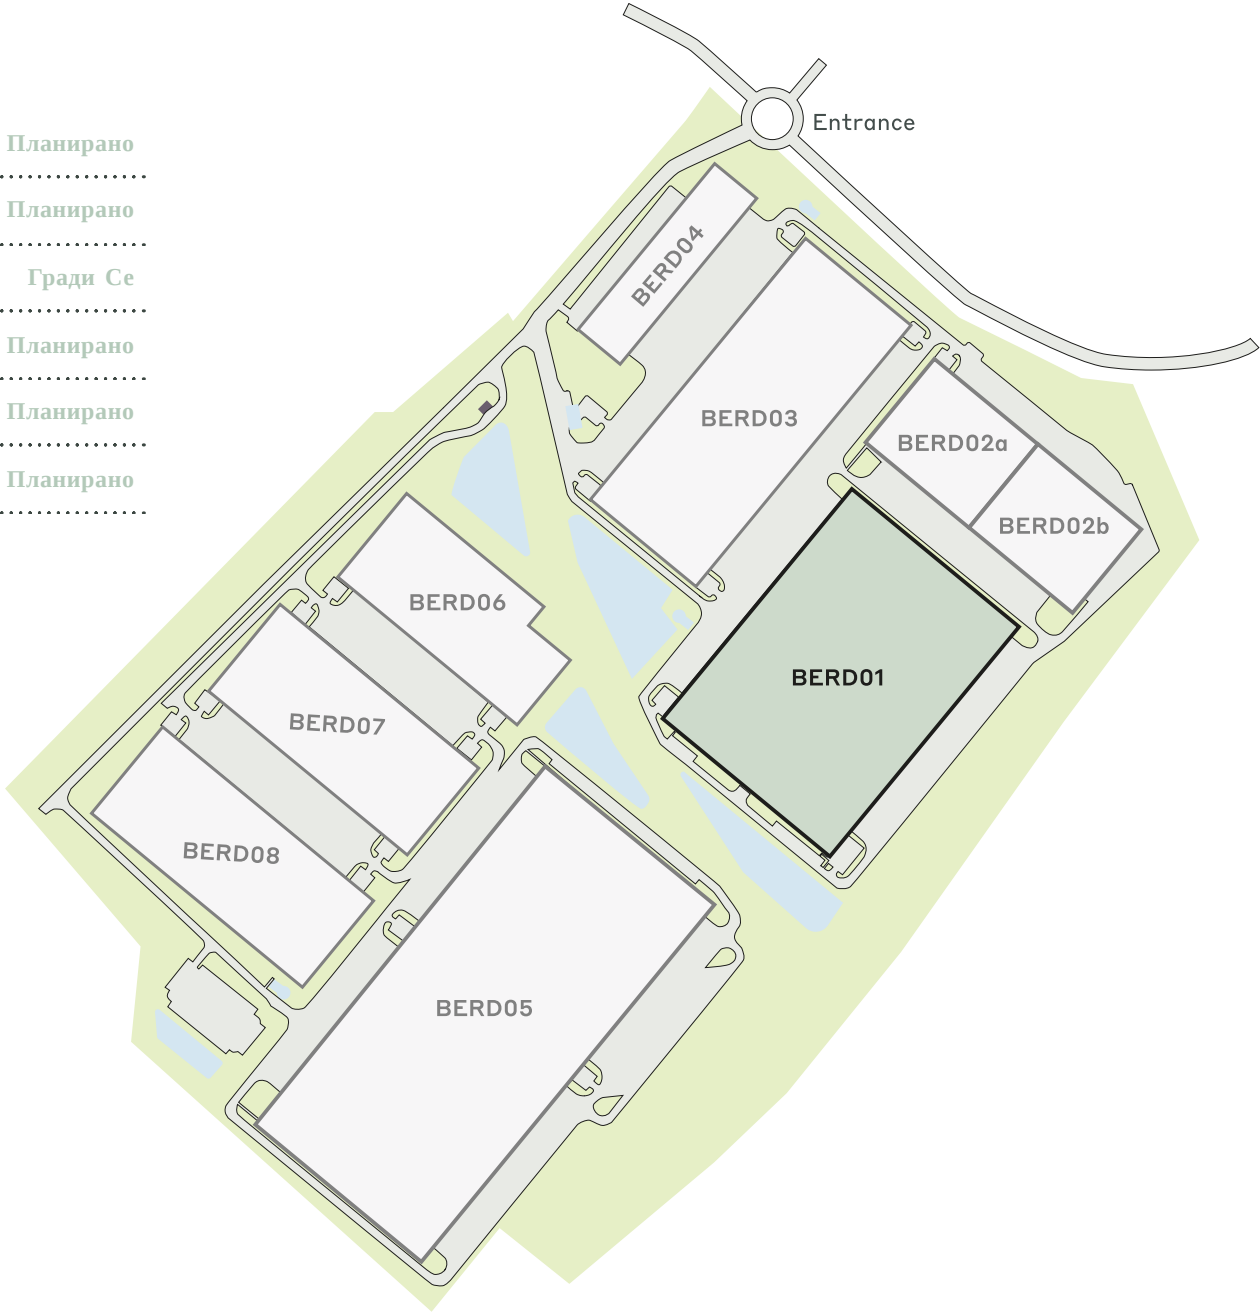 Entrance
Планирано
Планирано
BERD04
Гради Се
Планирано
Планирано
BERD03
BERD02a
Планирано
BERD02b
BERD06
BERD01
BERD07
BERD08
BERD05